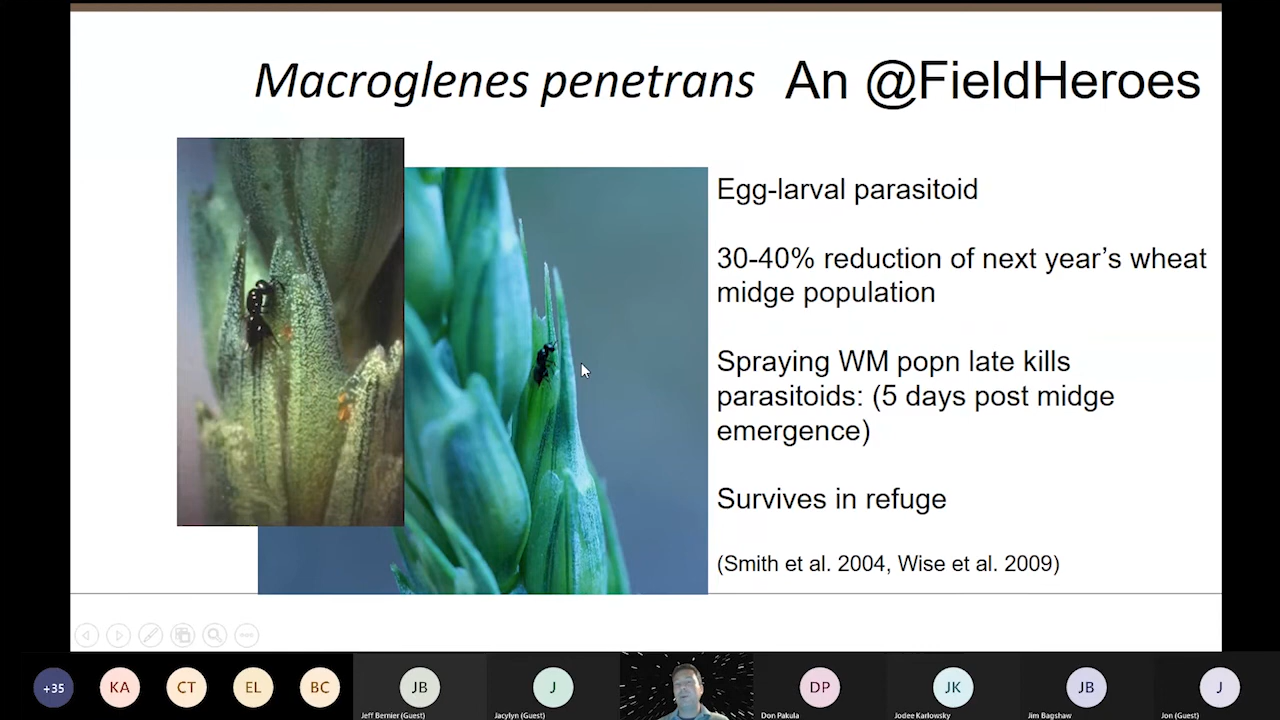 Macroglenes penetrans An @FieldHeroes
Egg-larval parasitoid
30-40% reduction of next year's wheat
midge population
Spraying WM popn late kills
parasitoids: (5 days post midge
emergence)
Survives in refuge
(Smith et al. 2004, Wise et al. 2009)
+35
KA
CT
EL
BC
JB
J
DP
JK
JB
J
Jeff Bernier (Guest)
Jacylyn (Guest)
Don Pakula
Jodee Karlowsky
Jim Bagshaw
Jon (Guest)